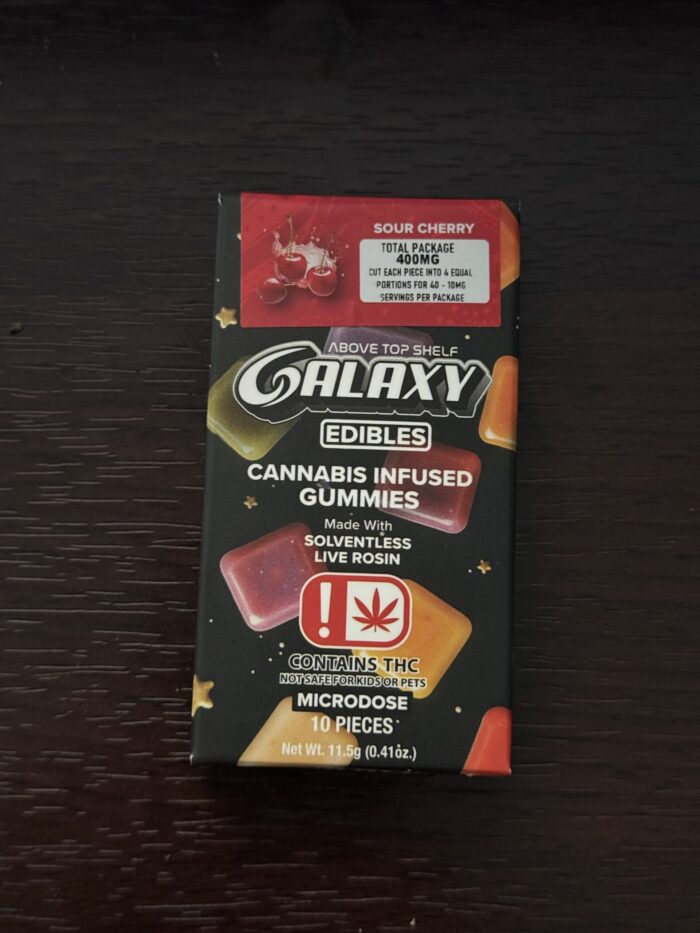 SOUR CHERRY
TOTAL PACKAGE
400MG
CUT EACH PIECE INTO 4 EQUAL
PORTIONS FOR 40 - 10MG
SERVINGS PER PACKAGE
ABOVE TOP SHELF
GALAXY
EDIBLES
CANNABIS INFUSED
GUMMIES
Made With
SOLVENTLESS
LIVE ROSIN
!
CONTAINS THC
NOT SAFE FOR KIDS OR PETS
MICRODOSE
10 PIECES
Net Wt. 11.5g (0.41oz.)